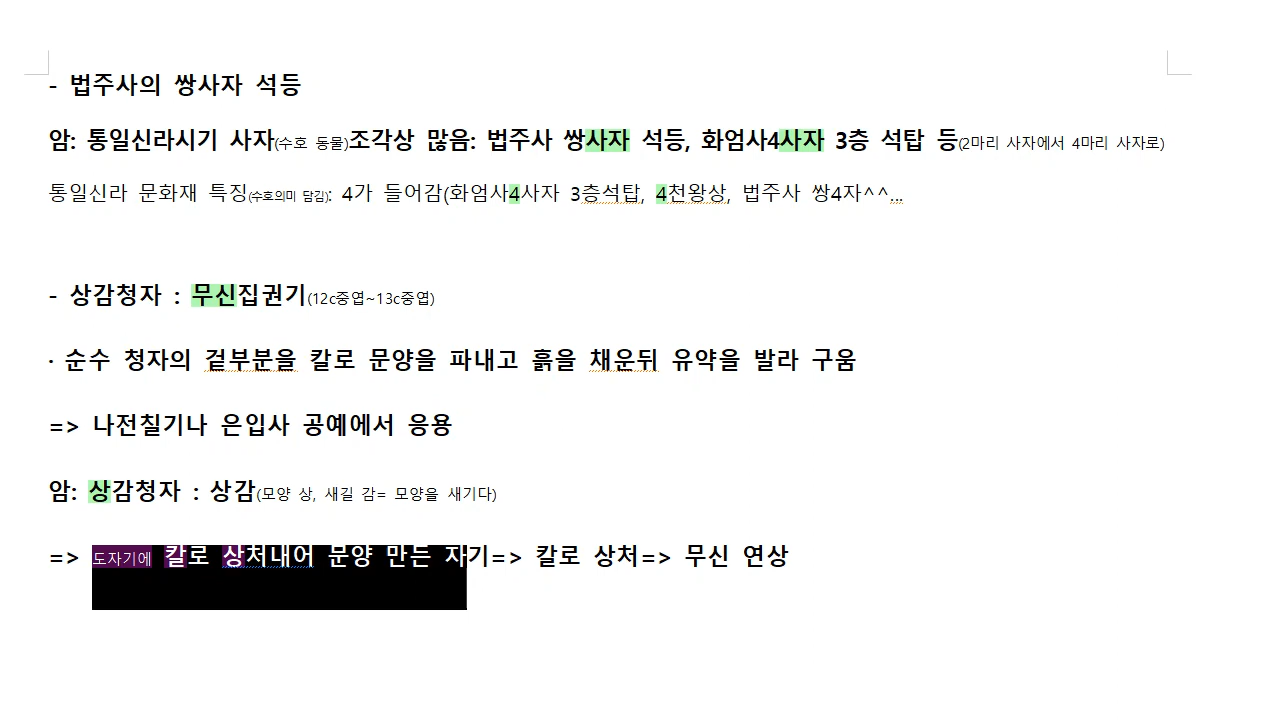 - 법주사의 쌍사자 석등
암: 통일신라시기 사자(수호 동물)조각상 많음: 법주사 쌍사자 석등, 화엄사4사자 3층 석탑 등(2마리 사자에서 4마리 사자로)
통일신라 문화재 특징(수호의미 담김): 4가 들어감(화엄사4사자 3층석탑, 4천왕상, 법주사 쌍4자^^...
- 상감청자 : 무신집권기(12c중엽~13c중엽)
· 순수 청자의 겉부분을 칼로 문양을 파내고 흙을 채운뒤 유약을 발라 구움
=> 나전칠기나 은입사 공예에서 응용
암: 상감청자 : 상감(모양 상, 새길 감= 모양을 새기다)
=> 도자기에 칼로 상처내어 문양 만든 자기=> 칼로 상처=> 무신 연상